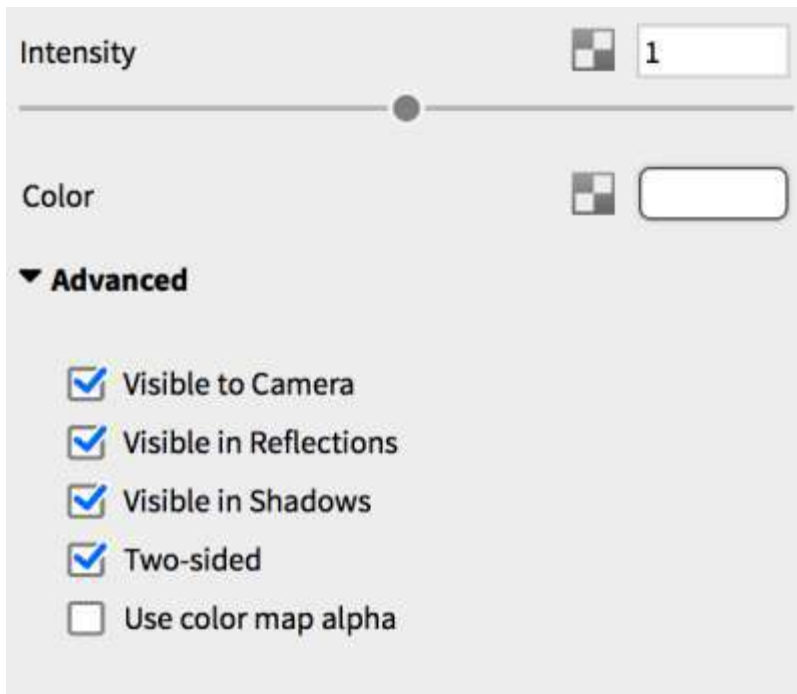 Intensity 1
Color
Advanced
Visible to Camera
Visible in Reflections
Visible in Shadows
Two-sided
Use color map alpha